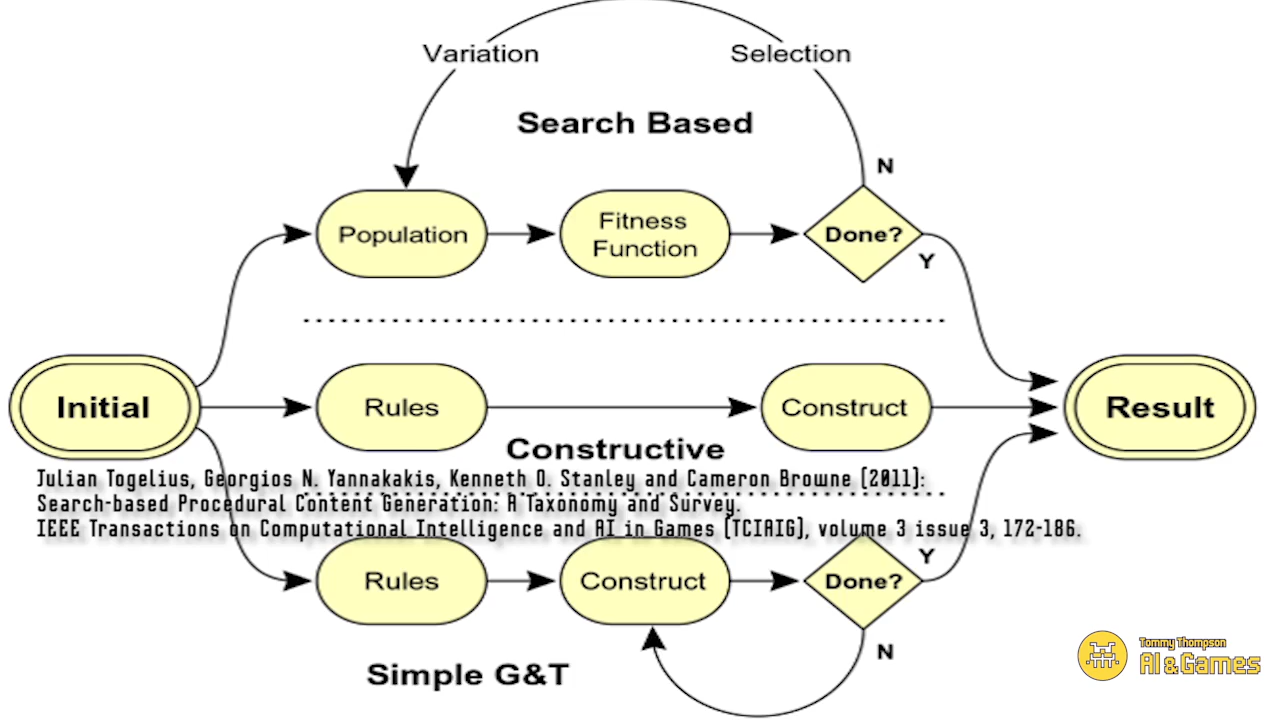 Variation
Selection
Search Based
N
Population
Fitness
Function
Done?
Y
Initial
Rules
Construct
Result
Constructive
Julian Togelius, Georgios N. Yannakakis, Kenneth O. Stanley and Cameron Browne (2011):
Search-based Procedural Content Generation: A Taxonomy and Survey.
IEEE Transactions on Computational Intelligence and AI in Games (TCIAIG), volume 3 issue 3, 172-186.
Y
Rules
Construct
Done?
N
Simple G&T
Tommy Thompson
AI & Games